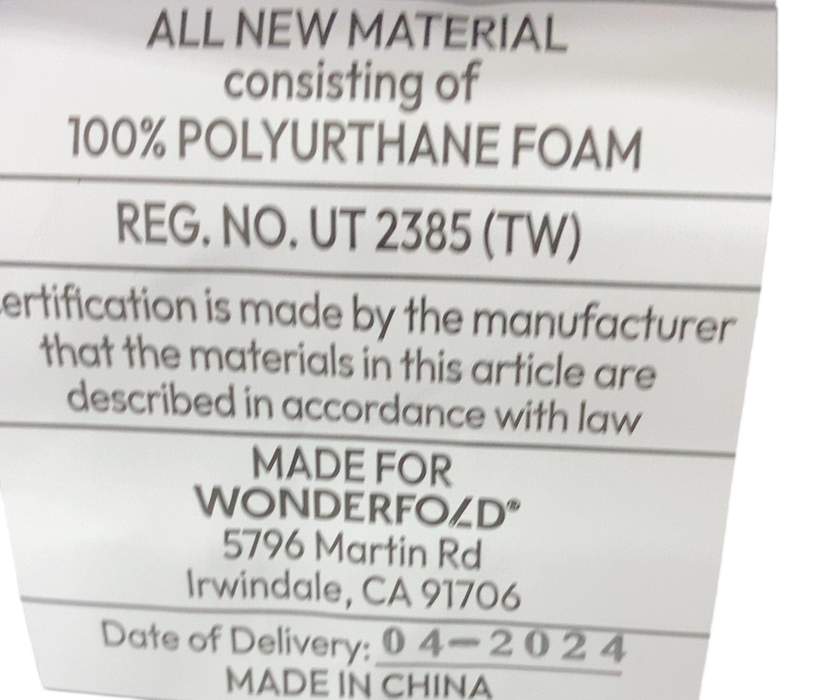 ALL NEW MATERIAL
consisting of
100% POLYURTHANE FOAM
REG. NO. UT 2385 (TW)
ertification is made by the manufacturer
that the materials in this article are
described in accordance with law
MADE FOR
WONDERFOLD®
5796 Martin Rd
Irwindale, CA 91706
Date of Delivery: 04-2024
MADE IN CHINA